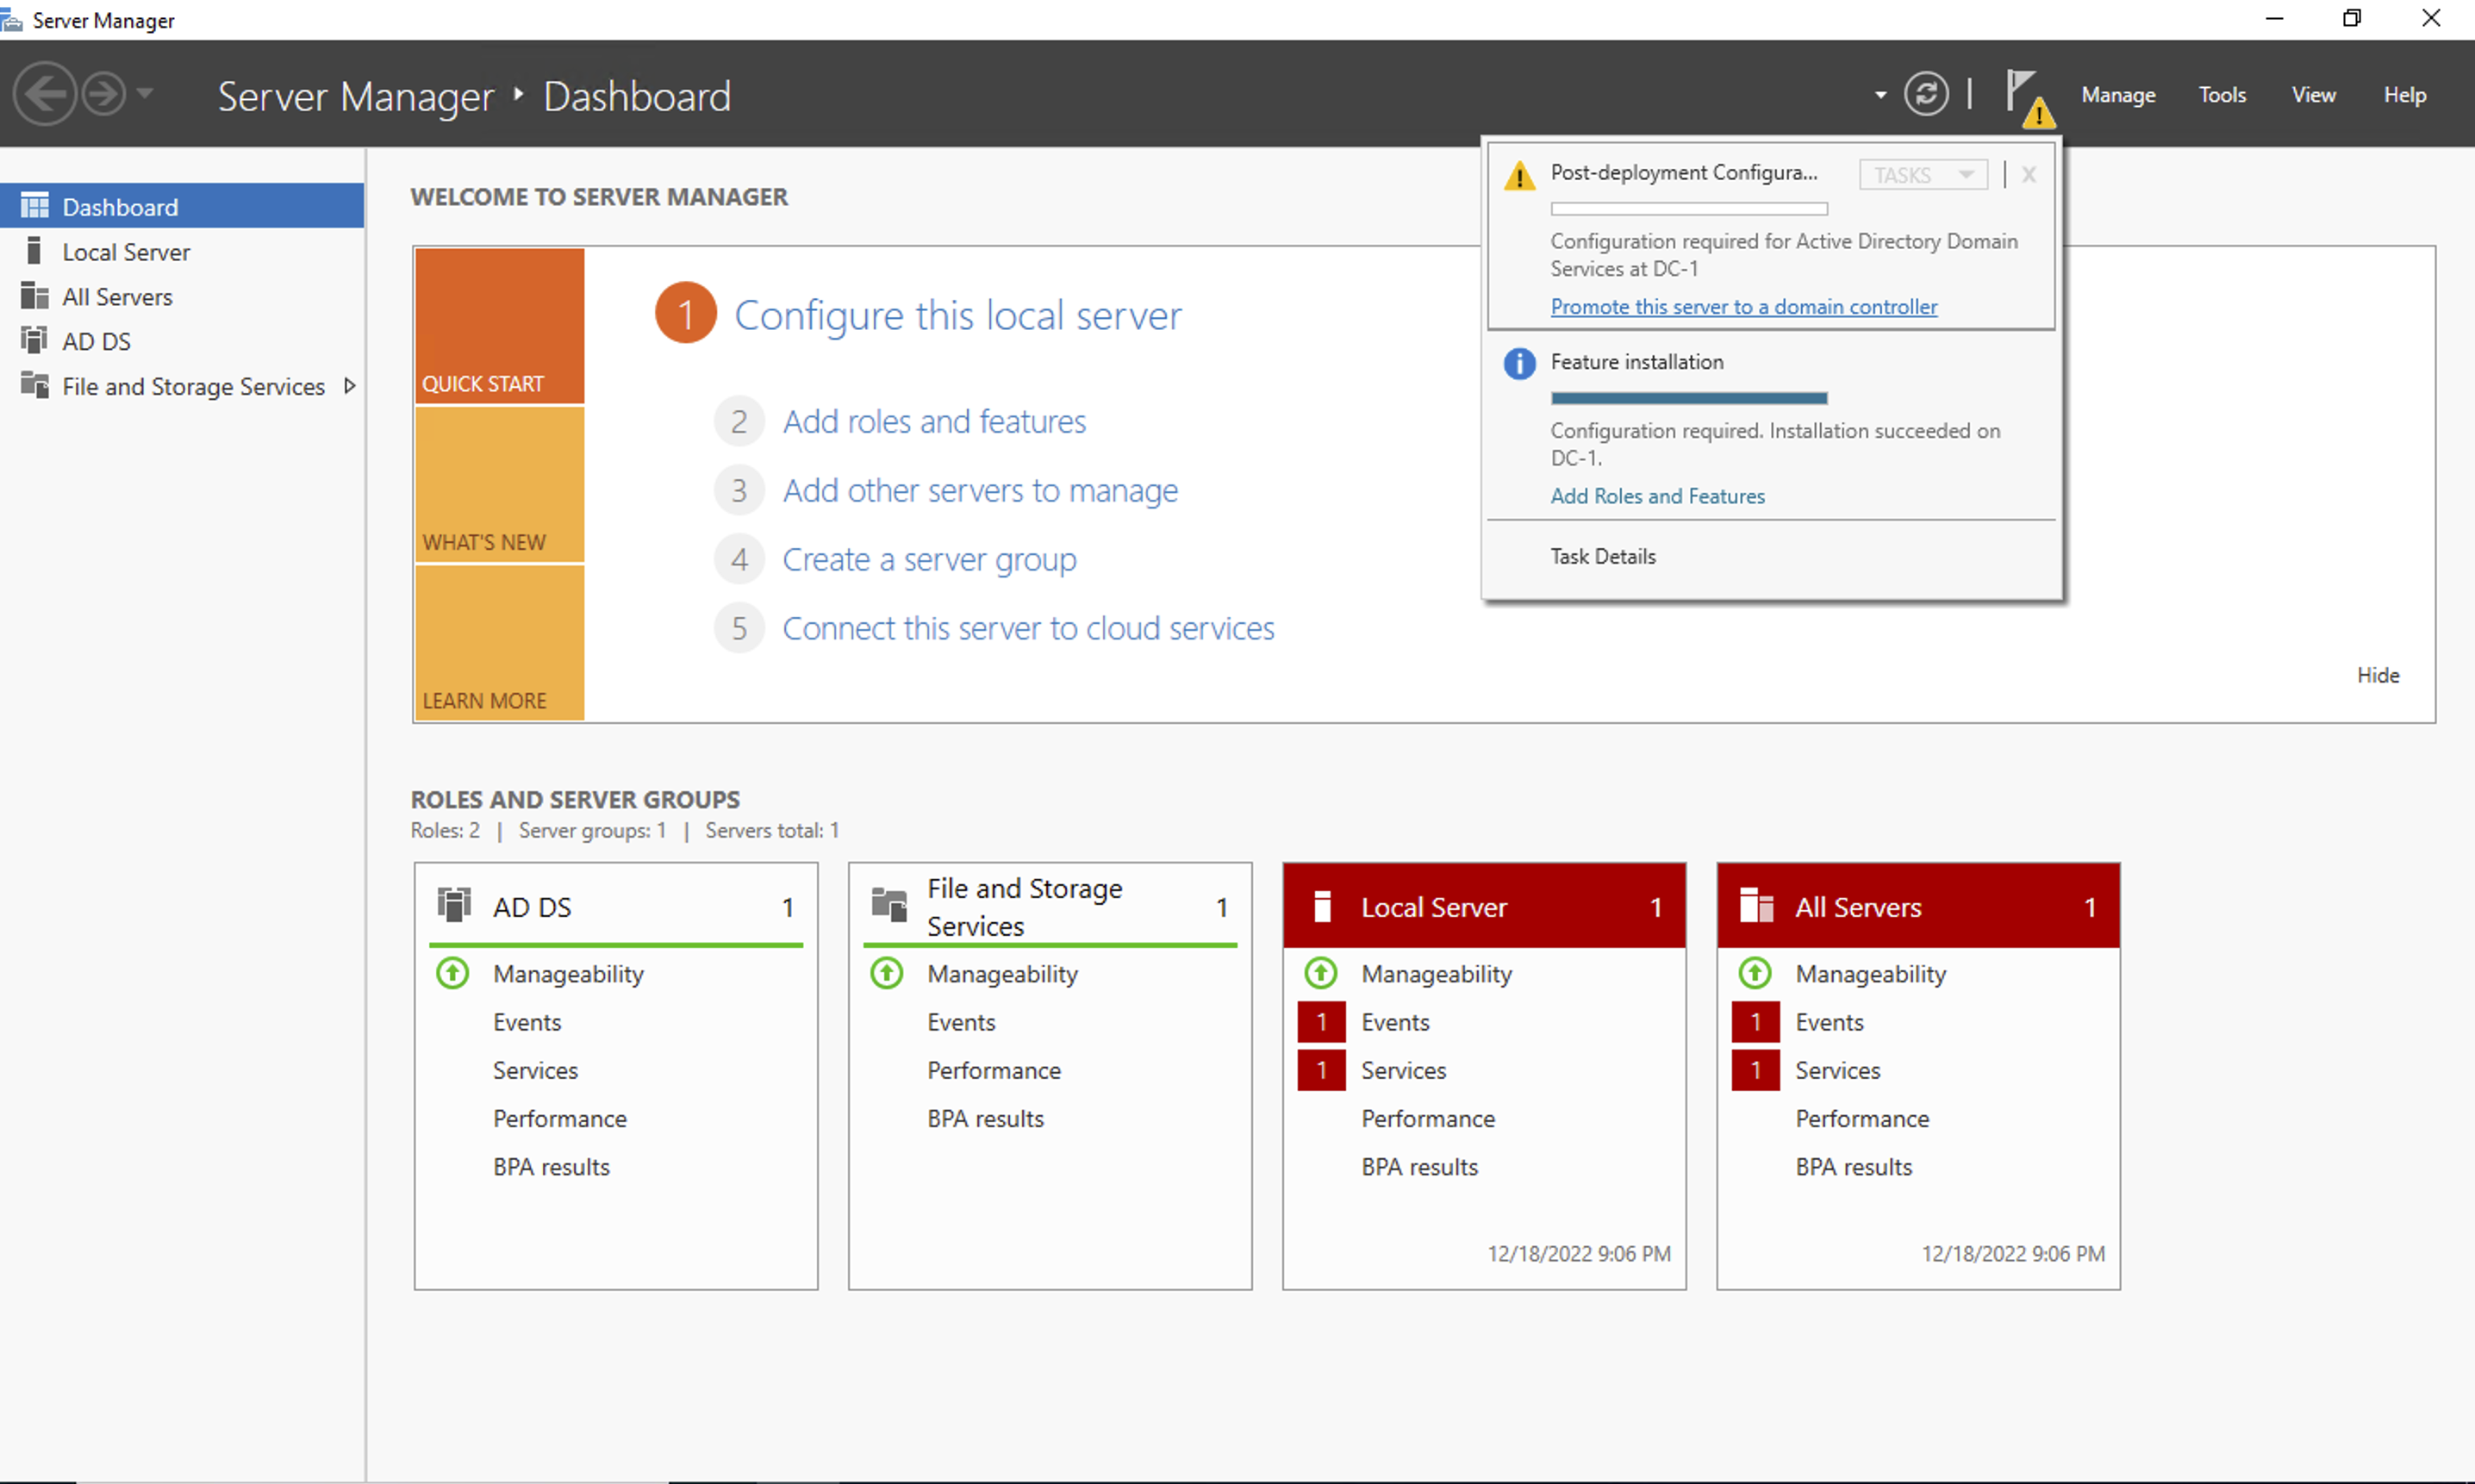 Server Manager
Server Manager ‣ Dashboard
Manage Tools View Help
Dashboard
Local Server
All Servers
AD DS
File and Storage Services
WELCOME TO SERVER MANAGER
QUICK START
WHAT'S NEW
LEARN MORE
1 Configure this local server
2 Add roles and features
3 Add other servers to manage
4 Create a server group
5 Connect this server to cloud services
Hide
Post-deployment Configura... TASKS X
Configuration required for Active Directory Domain
Services at DC-1
Promote this server to a domain controller
Feature installation
Configuration required. Installation succeeded on
DC-1.
Add Roles and Features
Task Details
ROLES AND SERVER GROUPS
Roles: 2 | Server groups: 1 | Servers total: 1
AD DS 1
Manageability
Events
Services
Performance
BPA results
File and Storage
Services 1
Manageability
Events
Performance
BPA results
Local Server 1
Manageability
1 Events
1 Services
Performance
BPA results
12/18/2022 9:06 PM
All Servers 1
Manageability
1 Events
1 Services
Performance
BPA results
12/18/2022 9:06 PM